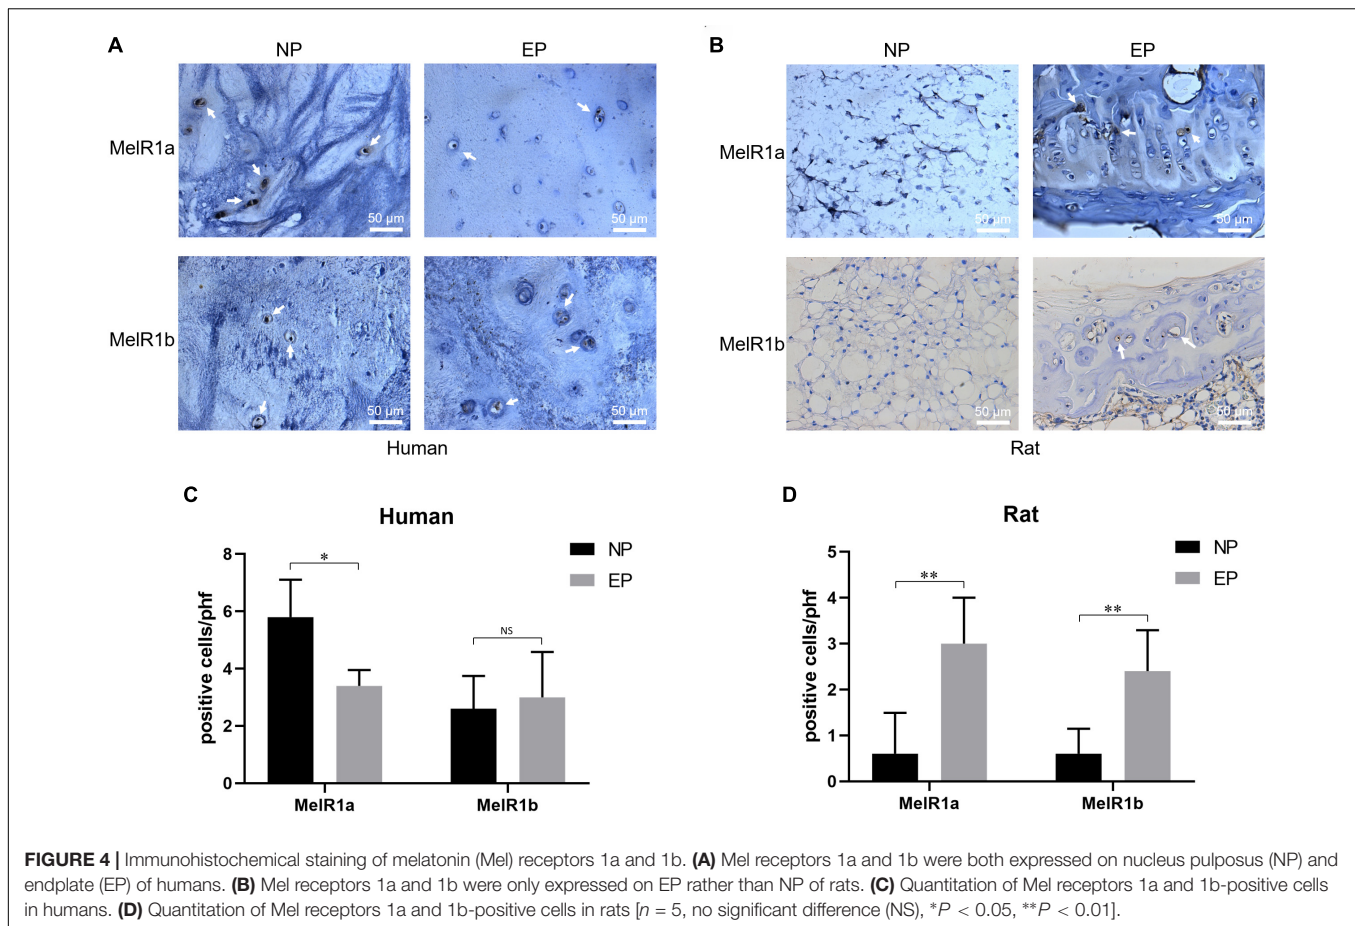 A
NP
EP
MelR1a
50 µm
50 µm
MelR1b
50 µm
50 µm
Human
B
NP
EP
MelR1a
50 µm
50 µm
MelR1b
50 µm
50 µm
Rat
C
Human
NP
EP
positive cells/phf
8
6
4
2
0
*
NS
MelR1a
MelR1b
D
Rat
NP
EP
positive cells/phf
5
4
3
2
1
0
**
**
MelR1a
MelR1b
FIGURE 4 | Immunohistochemical staining of melatonin (Mel) receptors 1a and 1b. (A) Mel receptors 1a and 1b were both expressed on nucleus pulposus (NP) and
endplate (EP) of humans. (B) Mel receptors 1a and 1b were only expressed on EP rather than NP of rats. (C) Quantitation of Mel receptors 1a and 1b-positive cells
in humans. (D) Quantitation of Mel receptors 1a and 1b-positive cells in rats [n = 5, no significant difference (NS), *P < 0.05, **P < 0.01].